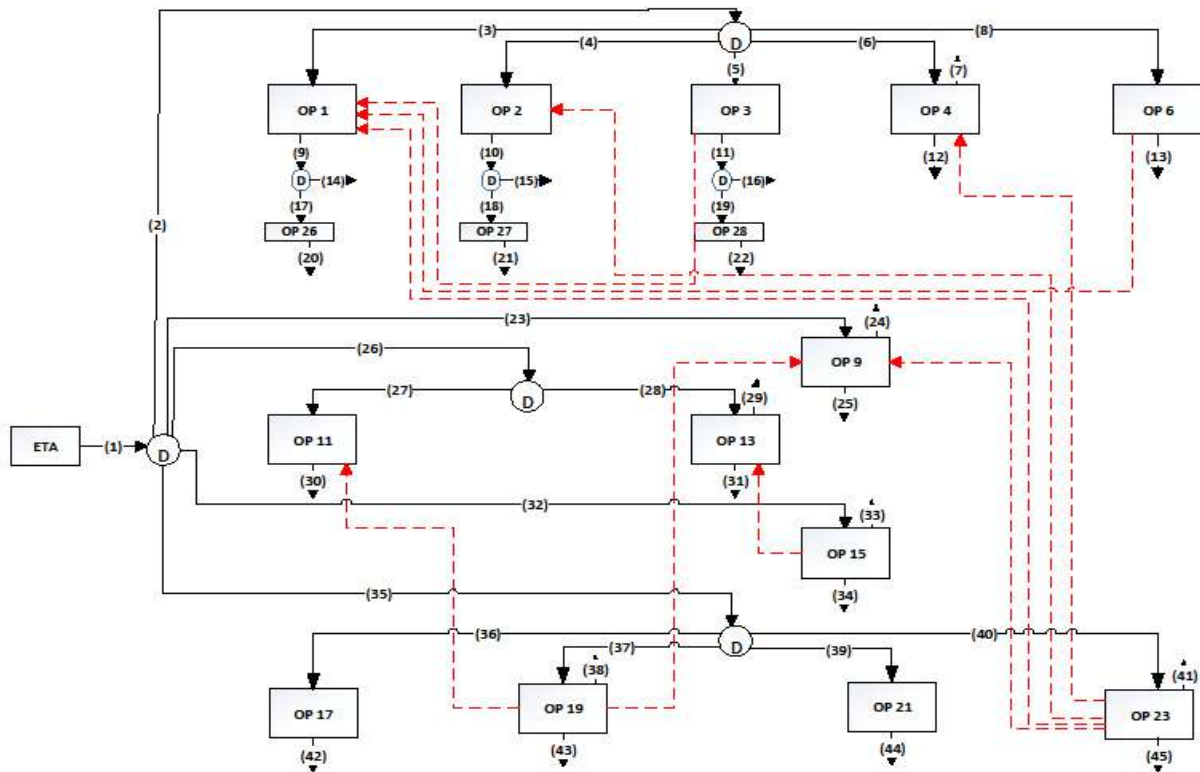 (3)
(8)
(4)
(6)
D
(5)
(7)
OP 1
OP 2
OP 3
OP 4
OP 6
(9)
(10)
(11)
(12)
(13)
D
(14)
D
(15)
D
(16)
(17)
(18)
(19)
(2)
OP 26
OP 27
OP 28
(20)
(21)
(22)
(23)
(24)
(26)
OP 9
(27)
(28)
(29)
D
(25)
OP 11
OP 13
ETA
(1)
D
(30)
(31)
(32)
(33)
OP 15
(35)
(34)
(36)
D
(40)
(37)
(39)
(38)
(41)
OP 17
OP 19
OP 21
OP 23
(42)
(43)
(44)
(45)